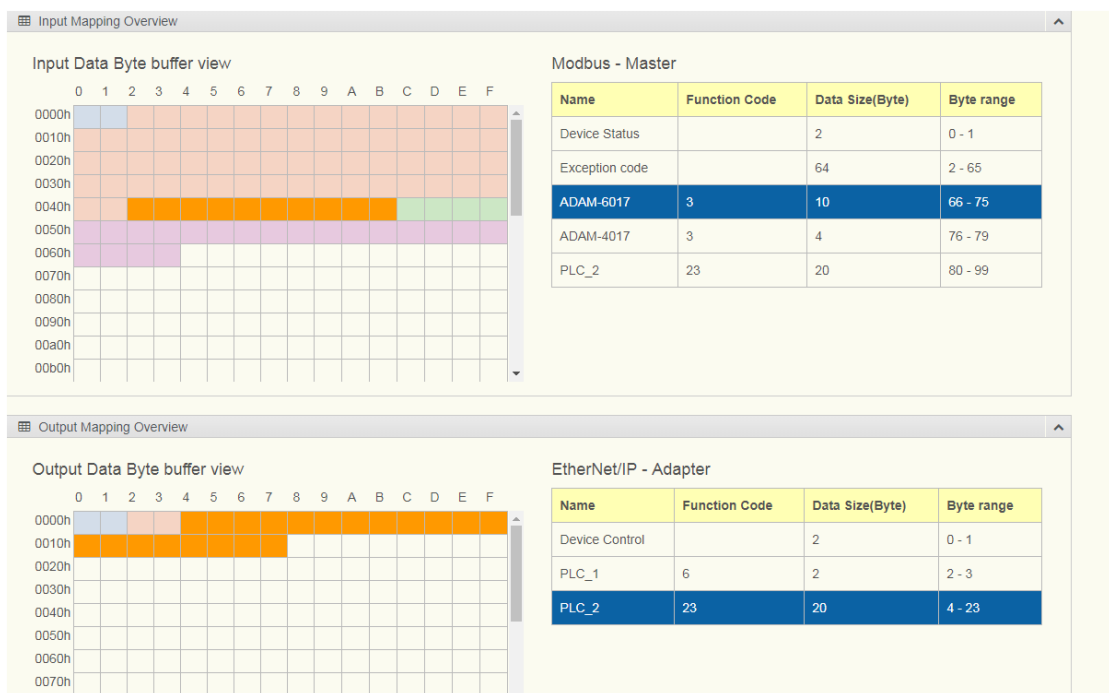 Input Mapping Overview
Input Data Byte buffer view
0 1 2 3 4 5 6 7 8 9 A B C D E F
0000h
0010h
0020h
0030h
0040h
0050h
0060h
0070h
0080h
0090h
00a0h
00b0h
Modbus - Master
Name Function Code Data Size(Byte) Byte range
Device Status 2 0 - 1
Exception code 64 2 - 65
ADAM-6017 3 10 66 - 75
ADAM-4017 3 4 76 - 79
PLC_2 23 20 80 - 99
Output Mapping Overview
Output Data Byte buffer view
0 1 2 3 4 5 6 7 8 9 A B C D E F
0000h
0010h
0020h
0030h
0040h
0050h
0060h
0070h
EtherNet/IP - Adapter
Name Function Code Data Size(Byte) Byte range
Device Control 2 0 - 1
PLC_1 6 2 2 - 3
PLC_2 23 20 4 - 23